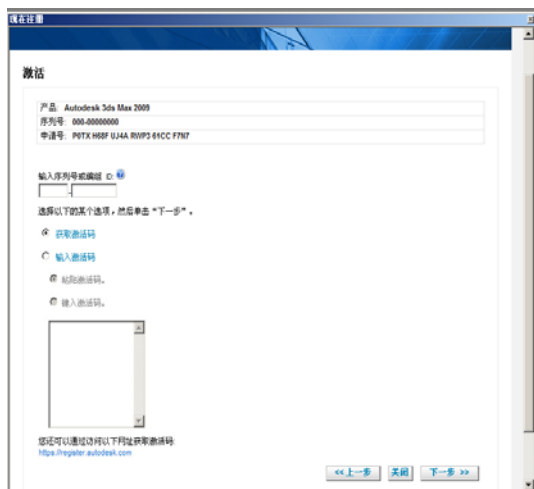 现在注册
激活
产品: Autodesk 3ds Max 2009
序列号: 000-00000000
申请号: P0TX H68F UJ4A RWP3 61CC F7N7
输入序列号或编组 ID:
选择以下的某个选项，然后单击“下一步”。
获取激活码
输入激活码
粘贴激活码。
键入激活码。
您还可以通过访问以下网址获取激活码:
https://register.autodesk.com
<<上一步 关闭 下一步 >>